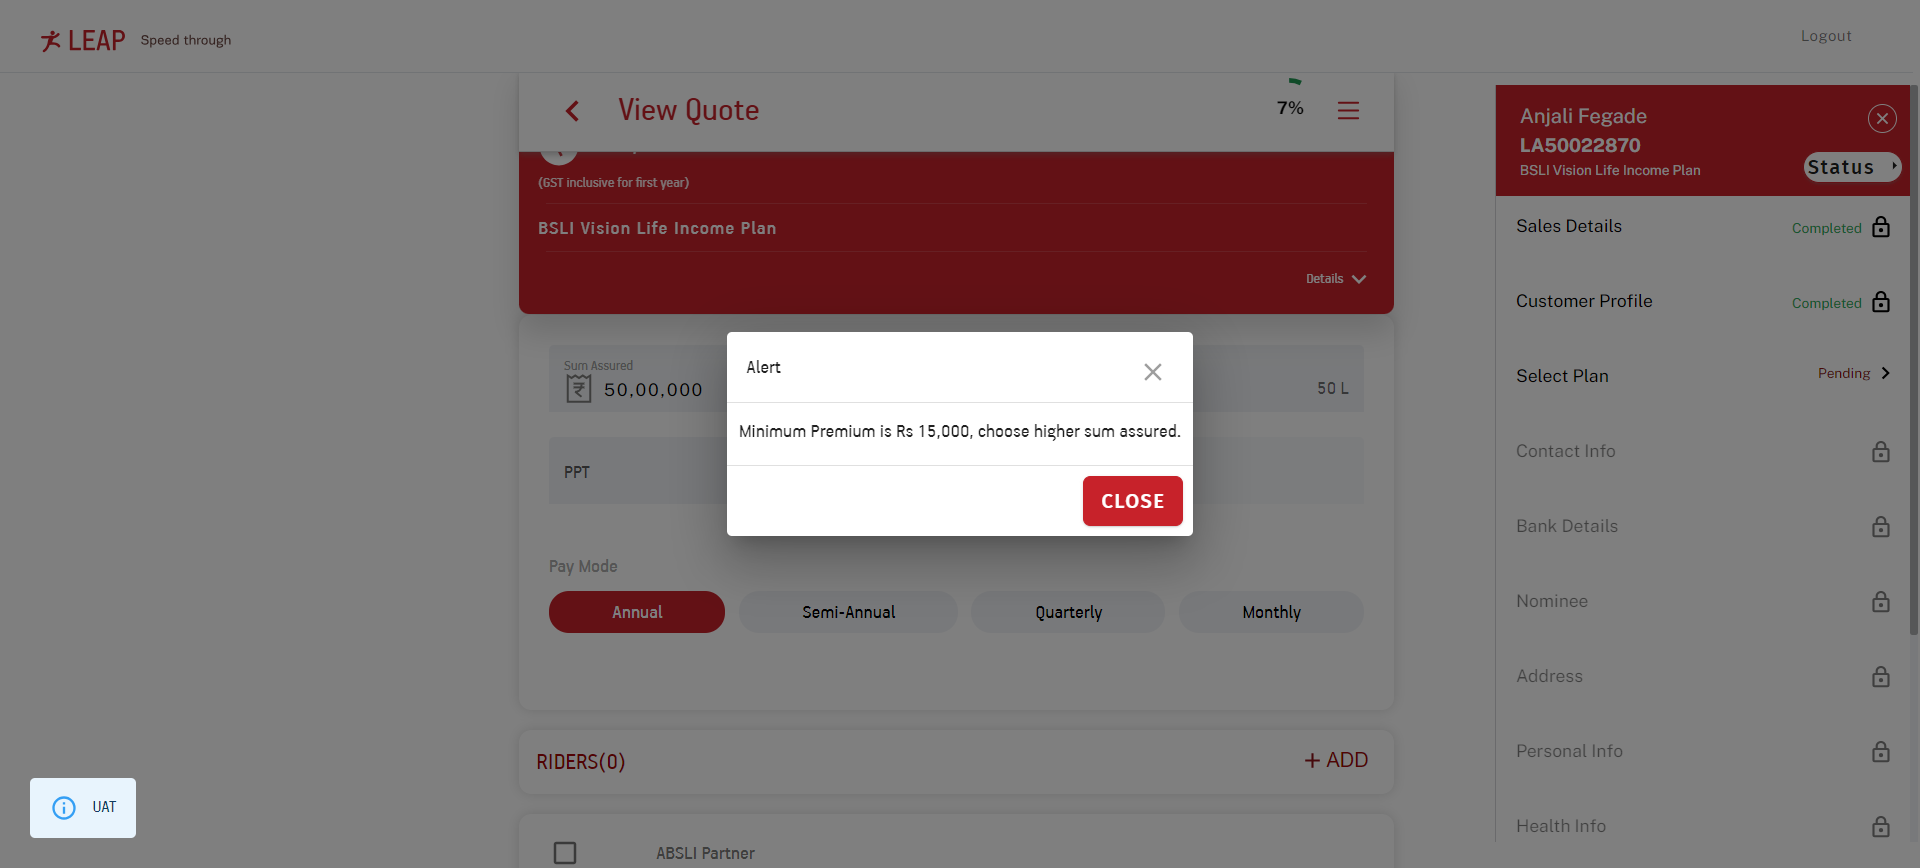 LEAP Speed through
Logout
View Quote
7%
(GST inclusive for first year)
BSLI Vision Life Income Plan
Details
Sum Assured
50,00,000
50 L
PPT
Alert
Minimum Premium is Rs 15,000, choose higher sum assured.
CLOSE
Pay Mode
Annual Semi-Annual Quarterly Monthly
RIDERS(0) + ADD
ABSLI Partner
UAT
Anjali Fegade
LA50022870
BSLI Vision Life Income Plan
Status
Sales Details Completed
Customer Profile Completed
Select Plan Pending
Contact Info
Bank Details
Nominee
Address
Personal Info
Health Info